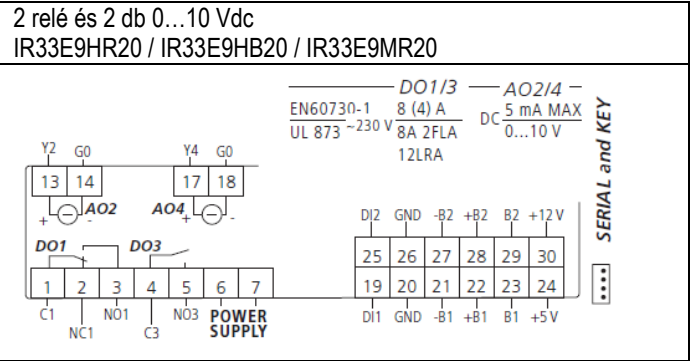 2 relé és 2 db 0…10 Vdc
IR33E9HR20 / IR33E9HB20 / IR33E9MR20
DO1/3 AO2/4
EN60730-1 8 (4) A DC 5 mA MAX
UL 873 ~230 V 8A 2FLA 0...10 V
12LRA
SERIAL and KEY
Y2 G0 Y4 G0
13 14 17 18
+ - AO2 AO4 + -
DI2 GND -B2 +B2 B2 +12 V
DO1 DO3
25 26 27 28 29 30
1 2 3 4 5 6 7
19 20 21 22 23 24
C1 NC1 NO1 C3 NO3 POWER SUPPLY
DI1 GND -B1 +B1 B1 +5 V